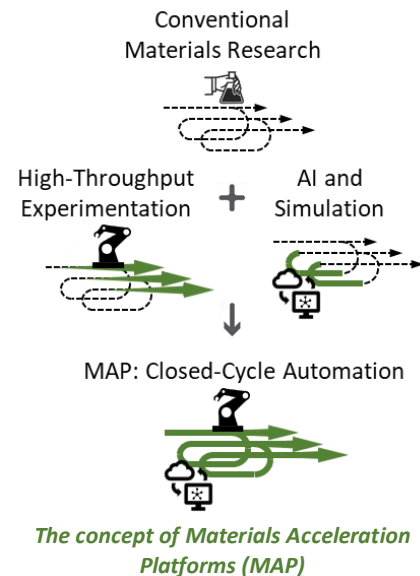 Conventional
Materials Research
High-Throughput
Experimentation
AI and
Simulation
MAP: Closed-Cycle Automation
The concept of Materials Acceleration
Platforms (MAP)